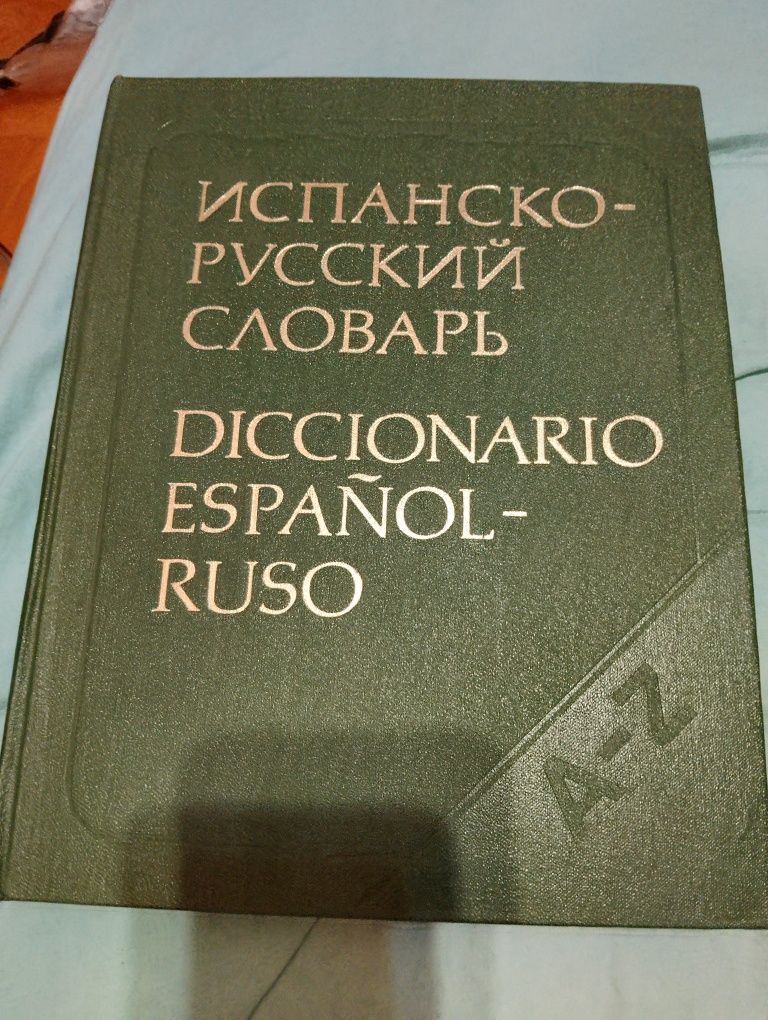 ИСПАНСКО-
РУССКИЙ
СЛОВАРЬ
DICCIONARIO
ESPAÑOL-
RUSO
A-Z